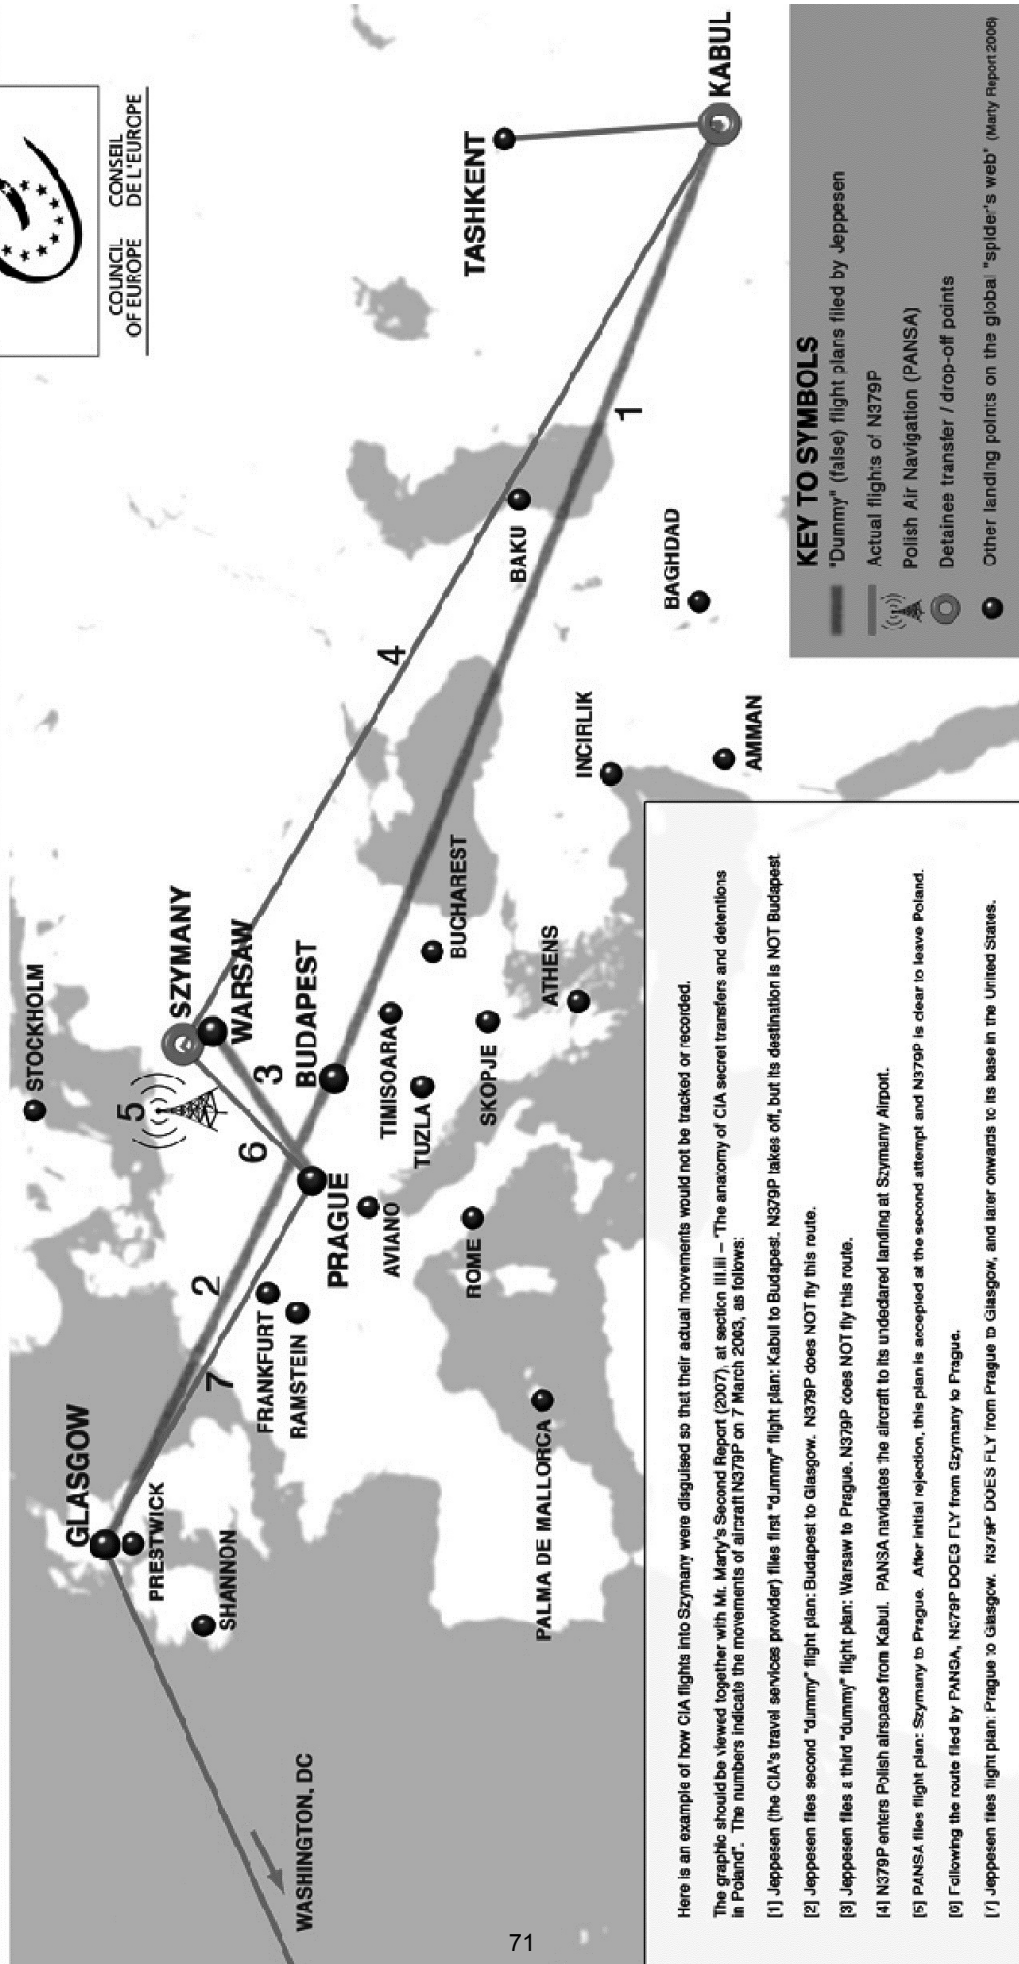 COUNCIL
OF EUROPE
CONSEIL
DE L'EUROPE
STOCKHOLM
SZYMANY
WARSAW
BUDAPEST
PRAGUE
GLASGOW
PRESTWICK
SHANNON
FRANKFURT
RAMSTEIN
AVIANO
TIMISOARA
TUZLA
BUCHAREST
SKOPJE
ATHENS
ROME
PALMA DE MALLORCA
WASHINGTON, DC
INCIRLIK
AMMAN
BAGHDAD
BAKU
TASHKENT
KABUL
1
2
3
4
5
6
7
KEY TO SYMBOLS
"Dummy" (false) flight plans filed by Jeppesen
Actual flights of N379P
Polish Air Navigation (PANSA)
Detainee transfer / drop-off points
Other landing points on the global "spider's web" (Marty Report 2006)
Here is an example of how CIA flights into Szymany were disguised so that their actual movements would not be tracked or recorded.
The graphic should be viewed together with Mr. Marty's Second Report (2007), at section III.iii – "The anatomy of CIA secret transfers and detentions
in Poland". The numbers indicate the movements of aircraft N379P on 7 March 2003, as follows:
[1] Jeppesen (the CIA's travel services provider) files first "dummy" flight plan: Kabul to Budapest. N379P takes off, but its destination is NOT Budapest
[2] Jeppesen files second "dummy" flight plan: Budapest to Glasgow. N379P does NOT fly this route.
[3] Jeppesen files a third "dummy" flight plan: Warsaw to Prague. N379P does NOT fly this route.
[4] N379P enters Polish airspace from Kabul. PANSA navigates the aircraft to its undeclared landing at Szymany Airport.
[5] PANSA files flight plan: Szymany to Prague. After initial rejection, this plan is accepted at the second attempt and N379P is clear to leave Poland.
[6] Following the route filed by PANSA, N379P DOES FLY from Szymany to Prague.
[7] Jeppesen files flight plan: Prague to Glasgow. N379P DOES FLY from Prague to Glasgow, and later onwards to its base in the United States.
71